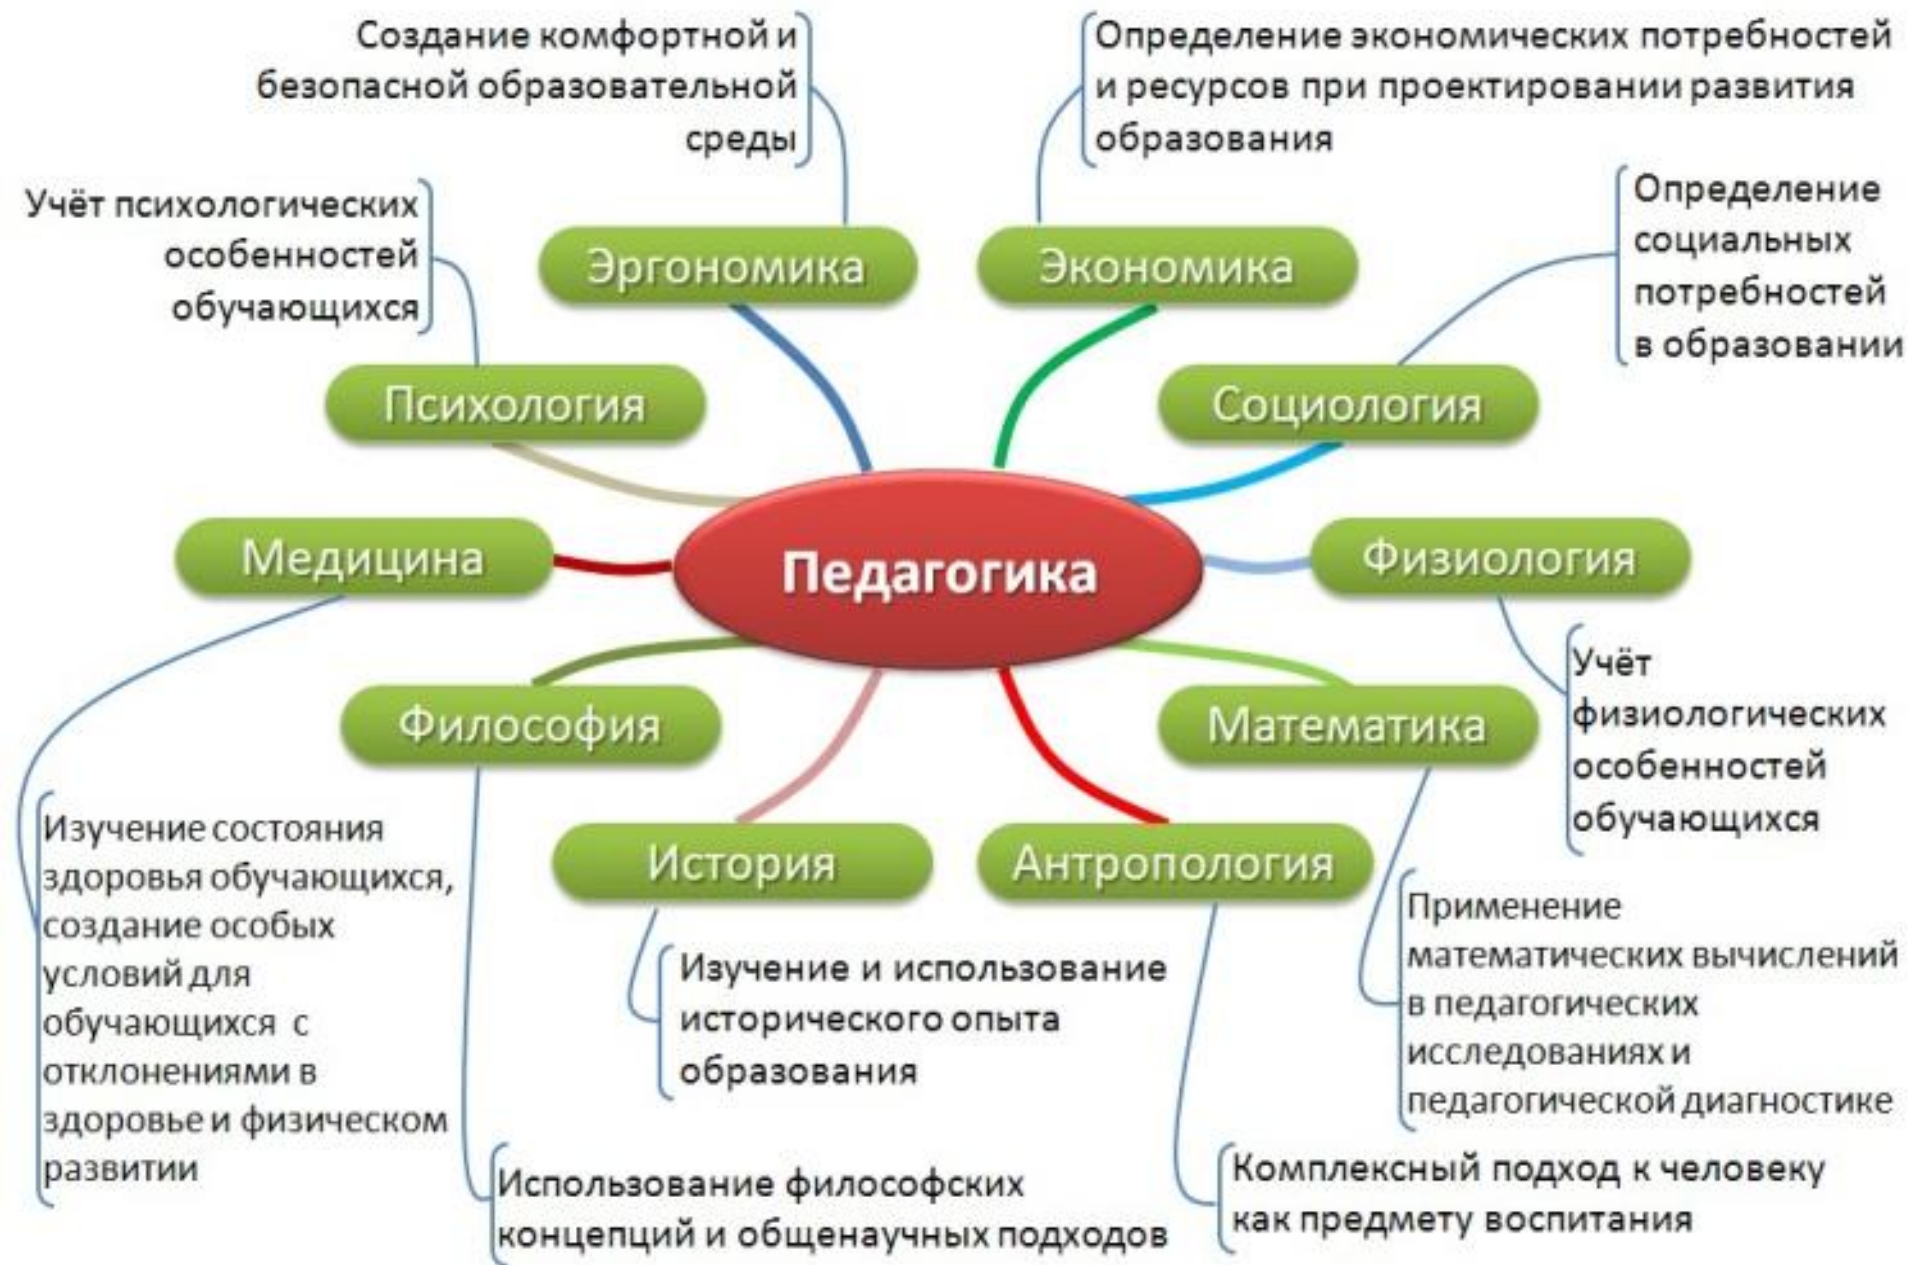 Создание комфортной и
безопасной образовательной
среды
Определение экономических потребностей
и ресурсов при проектировании развития
образования
Учёт психологических
особенностей
обучающихся
Определение
социальных
потребностей
в образовании
Эргономика
Экономика
Психология
Социология
Медицина
Педагогика
Физиология
Учёт
физиологических
особенностей
обучающихся
Философия
Математика
История
Антропология
Изучение состояния
здоровья обучающихся,
создание особых
условий для
обучающихся с
отклонениями в
здоровье и физическом
развитии
Изучение и использование
исторического опыта
образования
Применение
математических вычислений
в педагогических
исследованиях и
педагогической диагностике
Использование философских
концепций и общенаучных подходов
Комплексный подход к человеку
как предмету воспитания